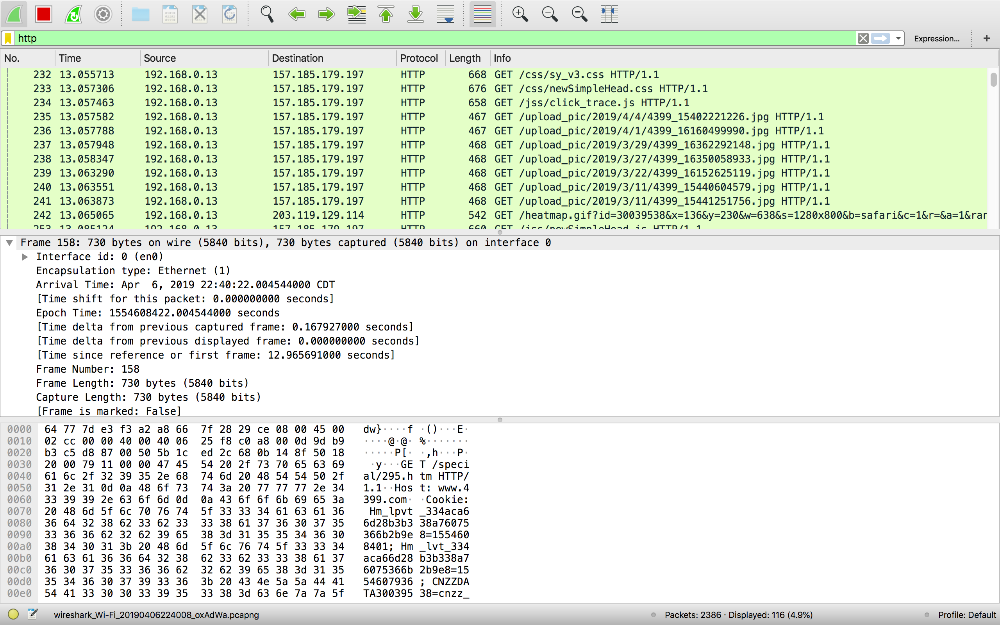 http
Expression...
No. Time Source Destination Protocol Length Info
232 13.055713 192.168.0.13 157.185.179.197 HTTP 668 GET /css/sy_v3.css HTTP/1.1
233 13.057306 192.168.0.13 157.185.179.197 HTTP 676 GET /css/newSimpleHead.css HTTP/1.1
234 13.057463 192.168.0.13 157.185.179.197 HTTP 658 GET /jss/click_trace.js HTTP/1.1
235 13.057582 192.168.0.13 157.185.179.197 HTTP 467 GET /upload_pic/2019/4/4/4399_15402221226.jpg HTTP/1.1
236 13.057788 192.168.0.13 157.185.179.197 HTTP 467 GET /upload_pic/2019/4/1/4399_16160499990.jpg HTTP/1.1
237 13.057948 192.168.0.13 157.185.179.197 HTTP 468 GET /upload_pic/2019/3/29/4399_16362292148.jpg HTTP/1.1
238 13.058347 192.168.0.13 157.185.179.197 HTTP 468 GET /upload_pic/2019/3/27/4399_16350058933.jpg HTTP/1.1
239 13.063290 192.168.0.13 157.185.179.197 HTTP 468 GET /upload_pic/2019/3/22/4399_16152625119.jpg HTTP/1.1
240 13.063551 192.168.0.13 157.185.179.197 HTTP 468 GET /upload_pic/2019/3/11/4399_15440604579.jpg HTTP/1.1
241 13.063873 192.168.0.13 157.185.179.197 HTTP 468 GET /upload_pic/2019/3/11/4399_15441251756.jpg HTTP/1.1
242 13.065065 192.168.0.13 203.119.129.114 HTTP 542 GET /heatmap.gif?id=30039538&x=136&y=230&w=638&s=1280x800&b=safari&c=1&r=&a=1&rar
253 13.085124 192.168.0.13 157.185.179.197 HTTP 660 GET /jss/newSimpleHead.js HTTP/1.1
Frame 158: 730 bytes on wire (5840 bits), 730 bytes captured (5840 bits) on interface 0
Interface id: 0 (en0)
Encapsulation type: Ethernet (1)
Arrival Time: Apr  6, 2019 22:40:22.004544000 CDT
[Time shift for this packet: 0.000000000 seconds]
Epoch Time: 1554608422.004544000 seconds
[Time delta from previous captured frame: 0.167927000 seconds]
[Time delta from previous displayed frame: 0.000000000 seconds]
[Time since reference or first frame: 12.965691000 seconds]
Frame Number: 158
Frame Length: 730 bytes (5840 bits)
Capture Length: 730 bytes (5840 bits)
[Frame is marked: False]
0000 64 77 7d e3 f3 a2 a8 66 7f 28 29 ce 08 00 45 00 dw}····f ·()···E·
0010 02 cc 00 00 40 00 40 06 25 f8 c0 a8 00 0d 9d b9 ····@·@· %·······
0020 b3 c5 d8 87 00 50 5b 1c ed 2c 68 0b 14 8f 50 18 ·····P[· ·,h···P·
0030 20 00 79 11 00 00 47 45 54 20 2f 73 70 65 63 69 ·y···GE T /speci
0040 61 6c 2f 32 39 35 2e 68 74 6d 20 48 54 54 50 2f al/295.h tm HTTP/
0050 31 2e 31 0d 0a 48 6f 73 74 3a 20 77 77 77 2e 34 1.1··Hos t: www.4
0060 33 39 39 2e 63 6f 6d 0d 0a 43 6f 6f 6b 69 65 3a 399.com· ·Cookie:
0070 20 48 6d 5f 6c 70 76 74 5f 33 33 34 61 63 61 36 Hm_lpvt _334aca6
0080 36 64 32 38 62 33 62 33 33 38 61 37 36 30 37 35 6d28b3b3 38a76075
0090 33 36 36 62 32 62 39 65 38 3d 31 35 35 34 36 30 366b2b9e 8=155460
00a0 38 34 30 31 3b 20 48 6d 5f 6c 76 74 5f 33 33 34 8401; Hm _lvt_334
00b0 61 63 61 36 36 64 32 38 62 33 62 33 33 38 61 37 aca66d28 b3b338a7
00c0 36 30 37 35 33 36 36 62 32 62 39 65 38 3d 31 35 6075366b 2b9e8=15
00d0 35 34 36 30 37 39 33 36 3b 20 43 4e 5a 5a 44 41 54607936 ; CNZZDA
00e0 54 41 33 30 30 33 39 35 33 38 3d 63 6e 7a 7a 5f TA300395 38=cnzz_
wireshark_Wi-Fi_20190406224008_oxAdWa.pcapng
Packets: 2386 · Displayed: 116 (4.9%)
Profile: Default